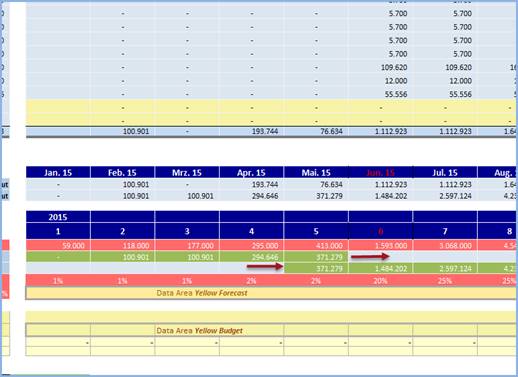 - - - - 5.700 5.700
- - - - 5.700 5.700
- - - - 5.700 5.700
- - - - 5.700 5.700
- - - - 109.620 109.620 16
- - - - 12.000 12.000
- - - - 55.556 55.556
- - - - - - -
- - - - - - -
3 100.901 - 193.744 76.634 1.112.923 1.112.923 1.64
Jan. 15 Feb. 15 Mrz. 15 Apr. 15 Mai. 15 Jun. 15 Jul. 15 Aug.
ut - 100.901 - 193.744 76.634 1.112.923 1.112.923 1.64
ut - 100.901 100.901 294.646 371.279 1.484.202 2.597.124 4.23
2015
1 2 3 4 5 6 7 8
59.000 118.000 177.000 295.000 413.000 1.593.000 3.068.000 4.54
- 100.901 100.901 294.646 371.279
371.279 1.484.202 2.597.124 4.23
1% 1% 1% 2% 2% 20% 25% 25%
% Data Area Yellow Forecast
Data Area Yellow Budget
- - - - - - -